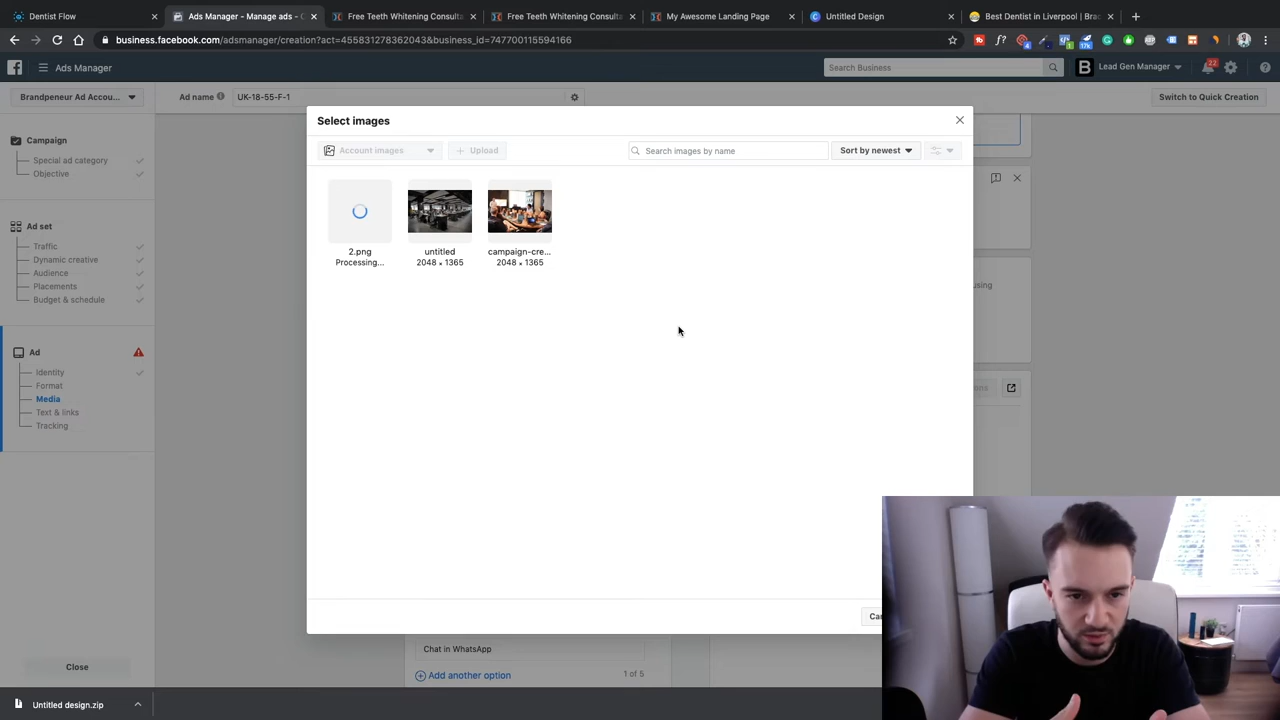 Dentist Flow
Ads Manager - Manage ads -
Free Teeth Whitening Consulta
Free Teeth Whitening Consulta
My Awesome Landing Page
Untitled Design
Best Dentist in Liverpool | Brac
business.facebook.com/adsmanager/creation?act=455831278362043&business_id=747700115594166
Ads Manager
Search Business
Lead Gen Manager
22
Brandpeneur Ad Accou...
Ad name
UK-18-55-F-1
Switch to Quick Creation
Select images
Account images
+ Upload
Search images by name
Sort by newest
2.png
Processing...
untitled
2048 × 1365
campaign-cre...
2048 × 1365
Campaign
Special ad category
Objective
Ad set
Traffic
Dynamic creative
Audience
Placements
Budget & schedule
using
Ad
Identity
Format
Media
Text & links
Tracking
Chat in WhatsApp
Add another option
1 of 5
Close
Untitled design.zip